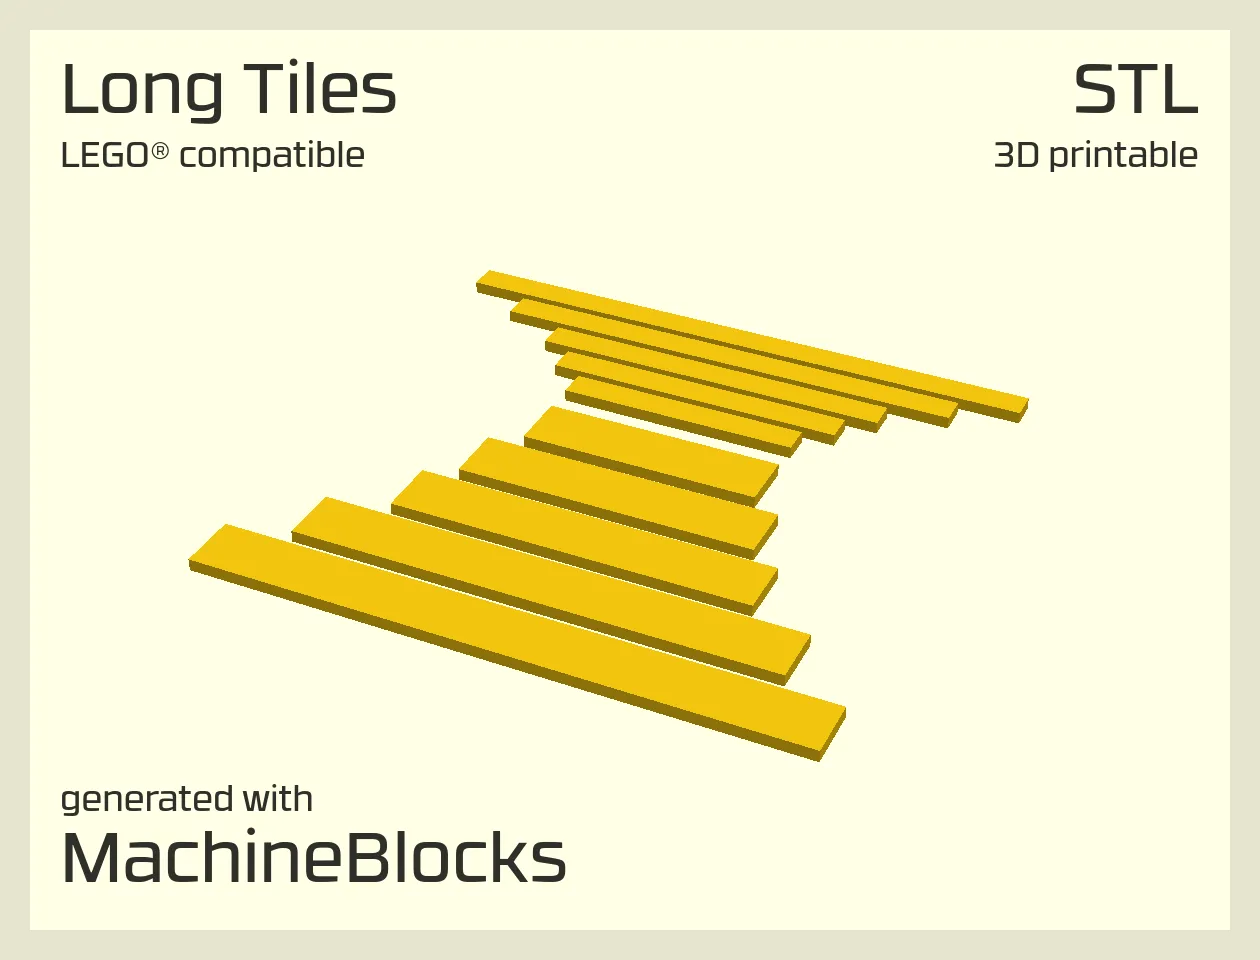 Long Tiles
LEGO® compatible
STL
3D printable
generated with
MachineBlocks